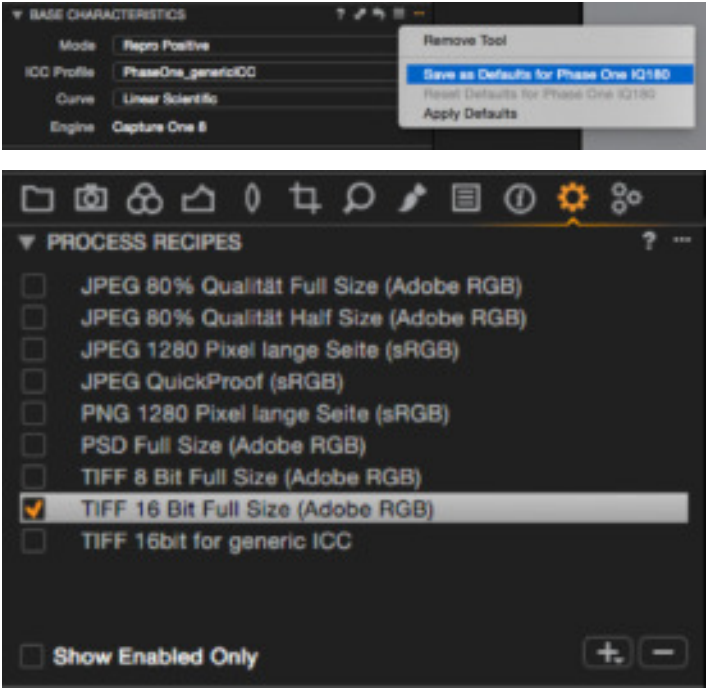 BASE CHARACTERISTICS ?
Mode Repro Positive
ICC Profile PhaseOne_genericICC
Curve Linear Scientific
Engine Capture One 8
Remove Tool
Save as Defaults for Phase One IQ180
Reset Defaults for Phase One IQ180
Apply Defaults
PROCESS RECIPES ? ...
JPEG 80% Qualität Full Size (Adobe RGB)
JPEG 80% Qualität Half Size (Adobe RGB)
JPEG 1280 Pixel lange Seite (sRGB)
JPEG QuickProof (sRGB)
PNG 1280 Pixel lange Seite (sRGB)
PSD Full Size (Adobe RGB)
TIFF 8 Bit Full Size (Adobe RGB)
TIFF 16 Bit Full Size (Adobe RGB)
TIFF 16bit for generic ICC
Show Enabled Only